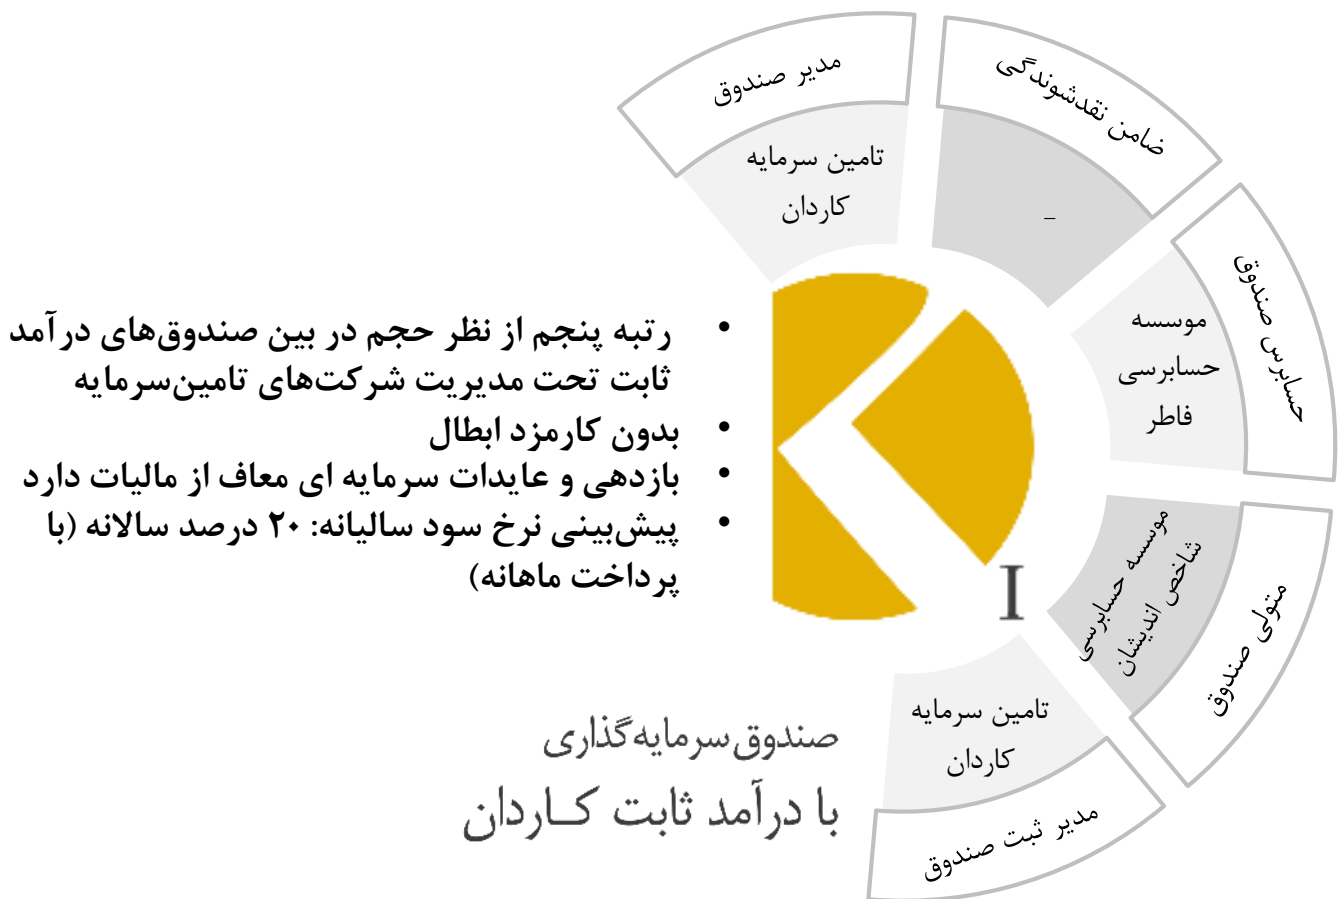 مدیر صندوق
تامین سرمایه
کاردان
ضامن نقدشوندگی
-
حسابرس صندوق
موسسه
حسابرسی
فاطر
متولی صندوق
موسسه حسابرسی
شاخص اندیشان
مدیر ثبت صندوق
تامین سرمایه
کاردان
• رتبه پنجم از نظر حجم در بین صندوق‌های درآمد
ثابت تحت مدیریت شرکت‌های تامین‌سرمایه
• بدون کارمزد ابطال
• بازدهی و عایدات سرمایه ای معاف از مالیات دارد
• پیش‌بینی نرخ سود سالیانه: ۲۰ درصد سالانه (با
پرداخت ماهانه)
I
صندوق سرمایه‌گذاری
با درآمد ثابت کـاردان